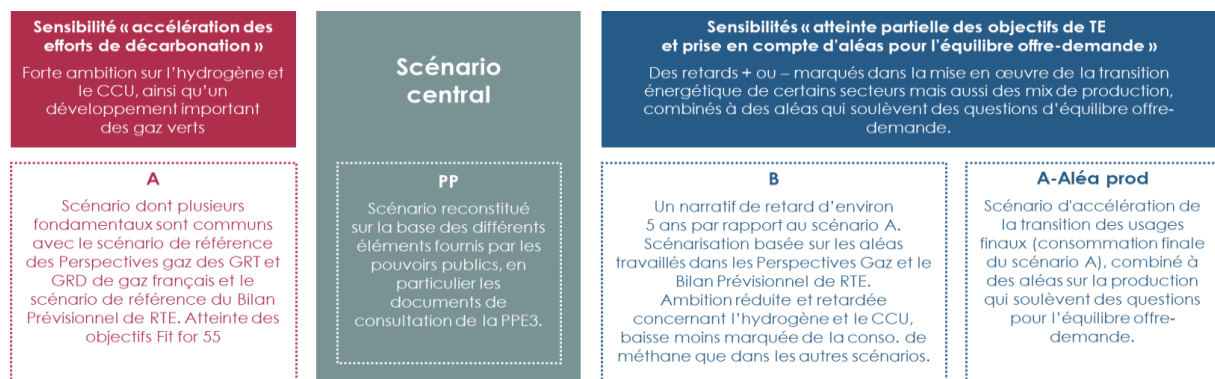 Sensibilité « accélération des
efforts de décarbonation »
Forte ambition sur l'hydrogène et
le CCU, ainsi qu'un
développement important
des gaz verts
A
Scénario dont plusieurs
fondamentaux sont communs
avec le scénario de référence
des Perspectives gaz des GRT et
GRD de gaz français et le
scénario de référence du Bilan
Prévisionnel de RTE. Atteinte des
objectifs Fit for 55
Scénario
central
PP
Scénario reconstitué
sur la base des différents
éléments fournis par les
pouvoirs publics, en
particulier les
documents de
consultation de la PPE3.
Sensibilités « atteinte partielle des objectifs de TE
et prise en compte d'aléas pour l'équilibre offre-demande »
Des retards + ou – marqués dans la mise en œuvre de la transition
énergétique de certains secteurs mais aussi des mix de production,
combinés à des aléas qui soulèvent des questions d'équilibre offre-
demande.
B
Un narratif de retard d'environ
5 ans par rapport au scénario A.
Scénarisation basée sur les aléas
travaillés dans les Perspectives Gaz et le
Bilan Prévisionnel de RTE.
Ambition réduite et retardée
concernant l'hydrogène et le CCU,
baisse moins marquée de la conso. de
méthane que dans les autres scénarios.
A-Aléa prod
Scénario d'accélération de
la transition des usages
finaux (consommation finale
du scénario A), combiné à
des aléas sur la production
qui soulèvent des questions
pour l'équilibre offre-
demande.